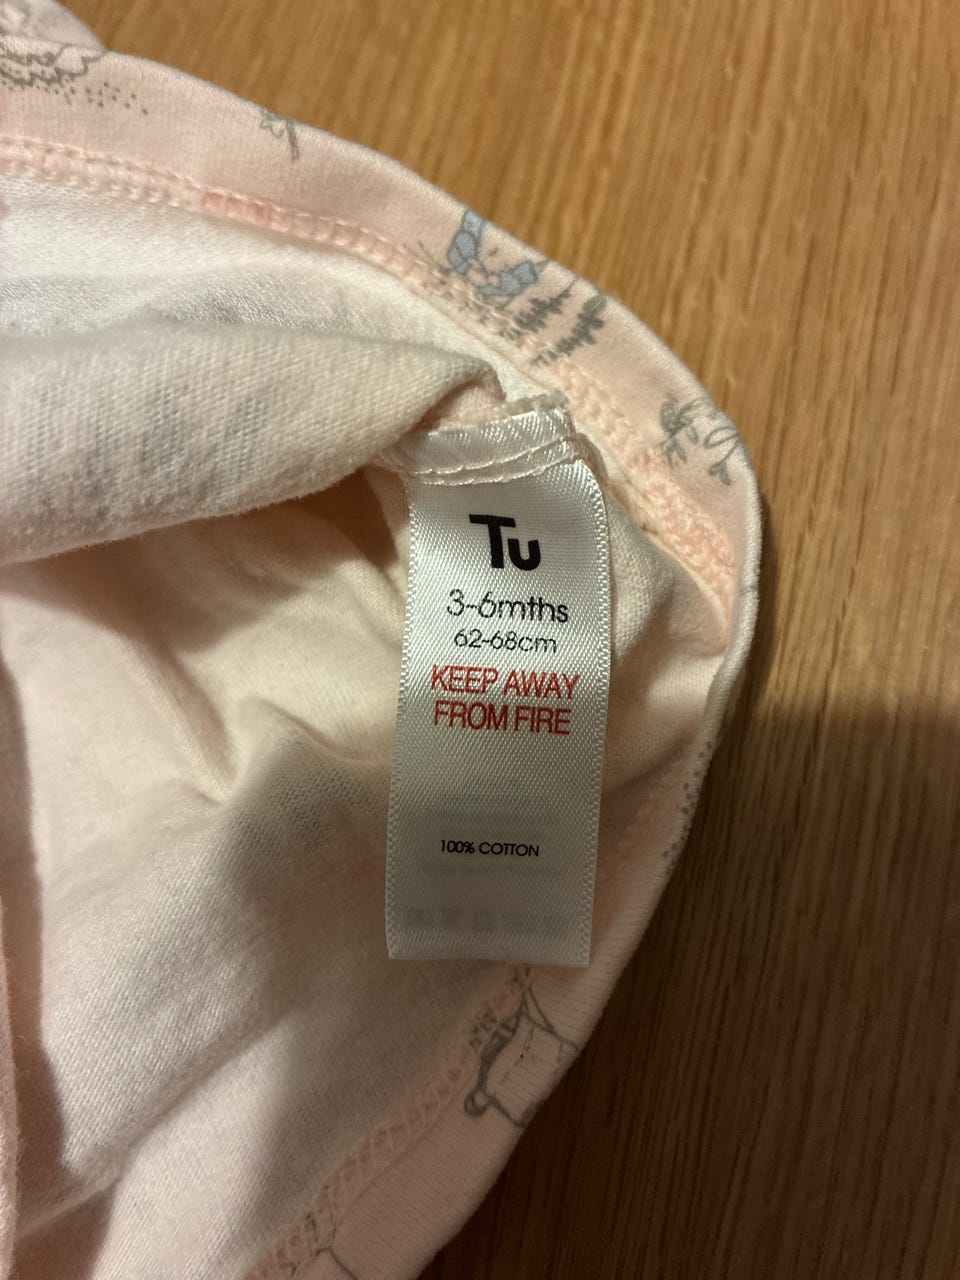 Tu
3-6mths
62-68cm
KEEP AWAY
FROM FIRE
100% COTTON